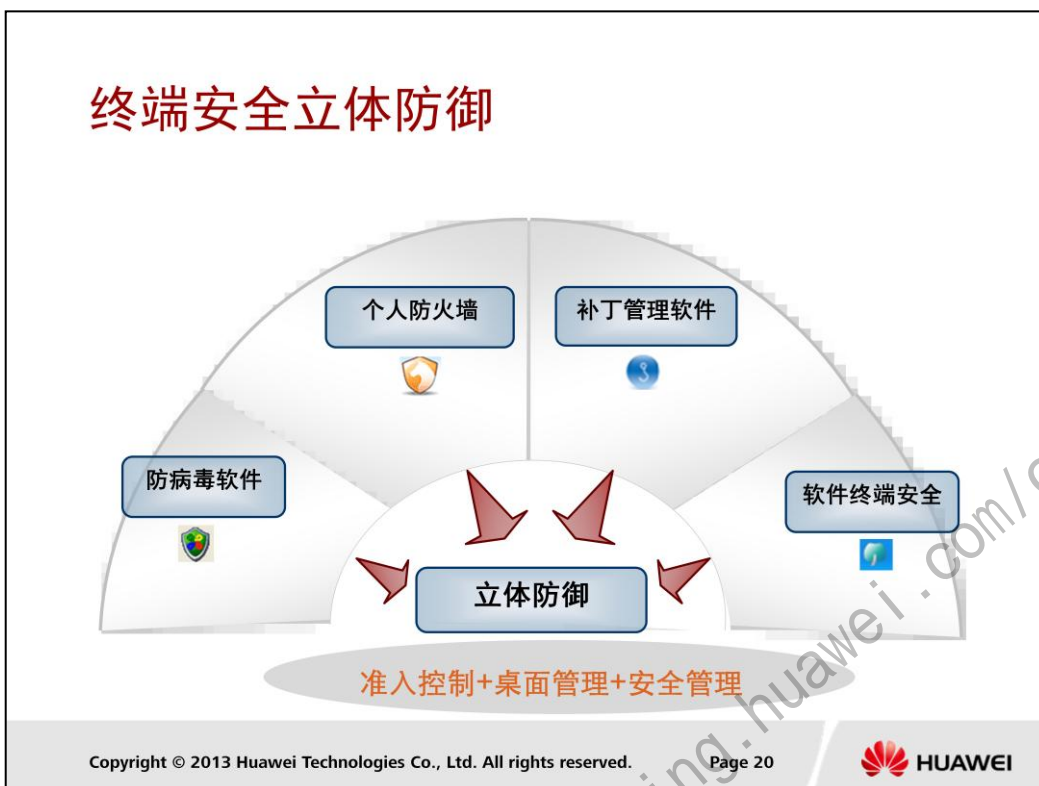 终端安全立体防御
个人防火墙
补丁管理软件
防病毒软件
软件终端安全
立体防御
准入控制+桌面管理+安全管理
Copyright © 2013 Huawei Technologies Co., Ltd. All rights reserved.
Page 20
HUAWEI
ing.huawei.com/c